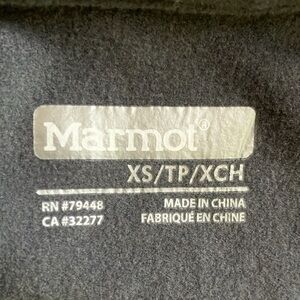 Marmot®
XS/TP/XCH
RN #79448 MADE IN CHINA
CA #32277 FABRIQUÉ EN CHINE